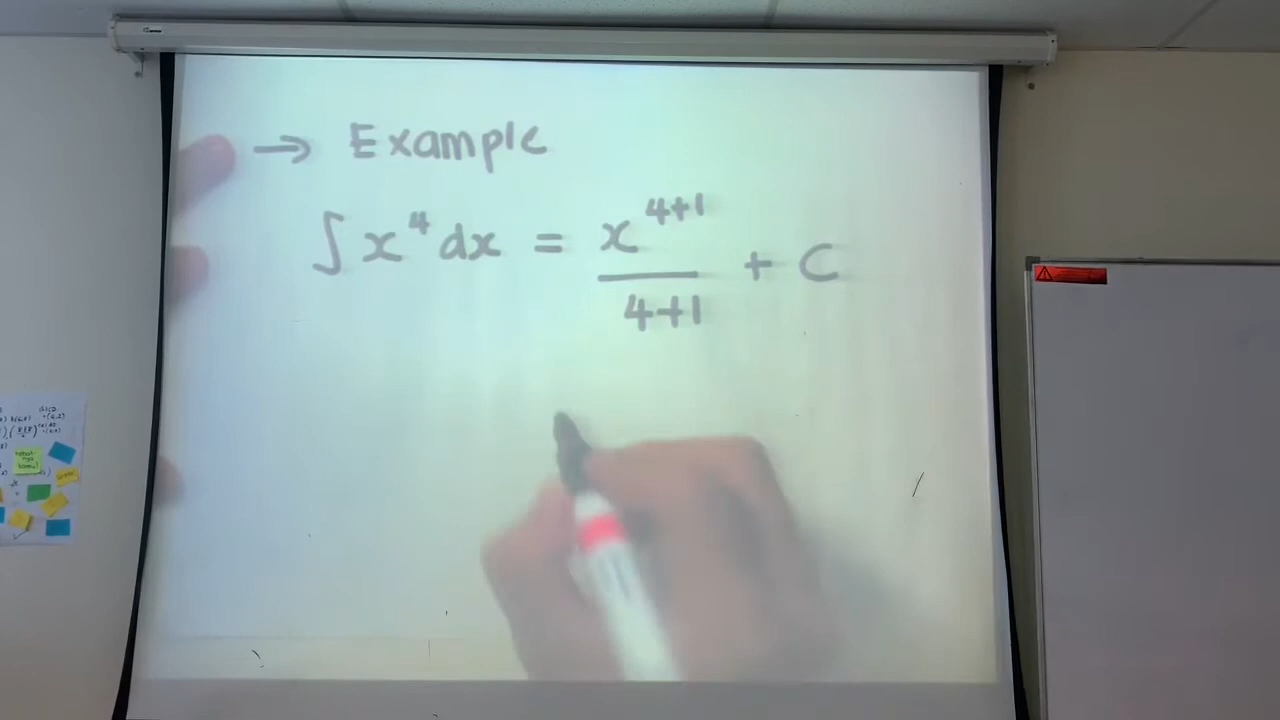 → Example
∫ x⁴ dx = x⁴⁺¹/4+1 + C